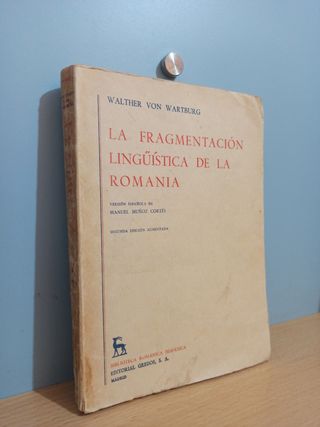 WALTHER VON WARTBURG
LA FRAGMENTACIÓN
LINGÜÍSTICA DE LA
ROMANIA
VERSIÓN ESPAÑOLA DE
MANUEL MUÑOZ CORTÉS
SEGUNDA EDICIÓN AUMENTADA
BIBLIOTECA ROMÁNICA HISPÁNICA
EDITORIAL GREDOS, S. A.
MADRID